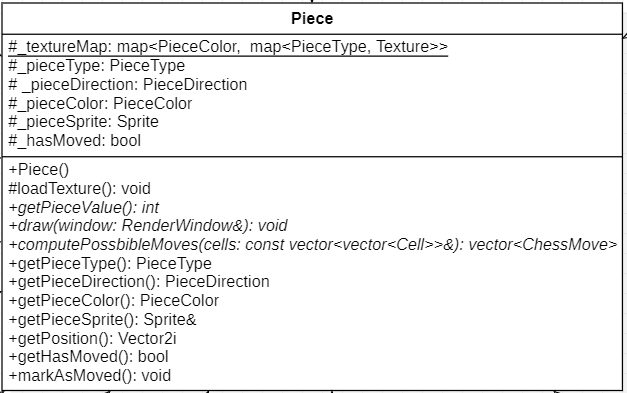 Piece
#_textureMap: map<PieceColor,  map<PieceType, Texture>>
#_pieceType: PieceType
# _pieceDirection: PieceDirection
#_pieceColor: PieceColor
#_pieceSprite: Sprite
#_hasMoved: bool
+Piece()
#loadTexture(): void
+getPieceValue(): int
+draw(window: RenderWindow&): void
+computePossbibleMoves(cells: const vector<vector<Cell>>&): vector<ChessMove>
+getPieceType(): PieceType
+getPieceDirection(): PieceDirection
+getPieceColor(): PieceColor
+getPieceSprite(): Sprite&
+getPosition(): Vector2i
+getHasMoved(): bool
+markAsMoved(): void